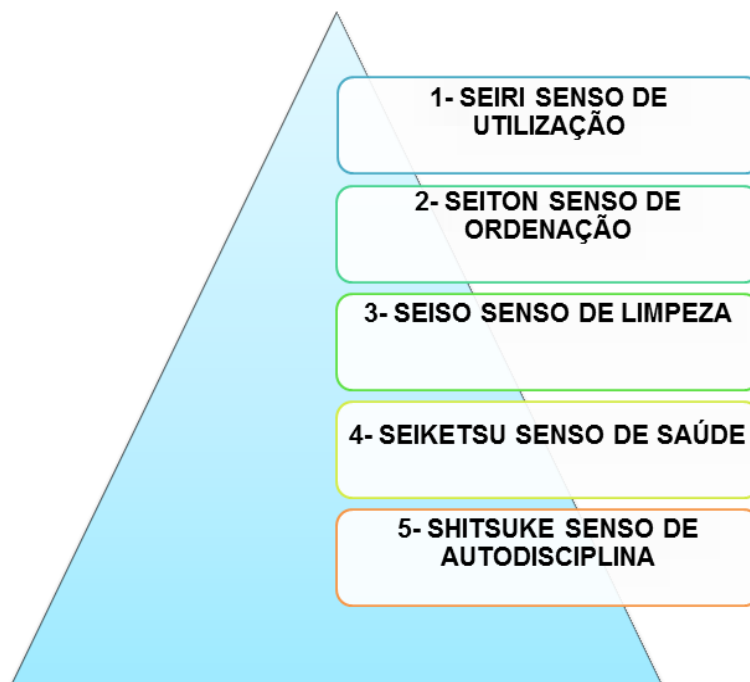 1- SEIRI SENSO DE
UTILIZAÇÃO
2- SEITON SENSO DE
ORDENAÇÃO
3- SEISO SENSO DE LIMPEZA
4- SEIKETSU SENSO DE SAÚDE
5- SHITSUKE SENSO DE
AUTODISCIPLINA